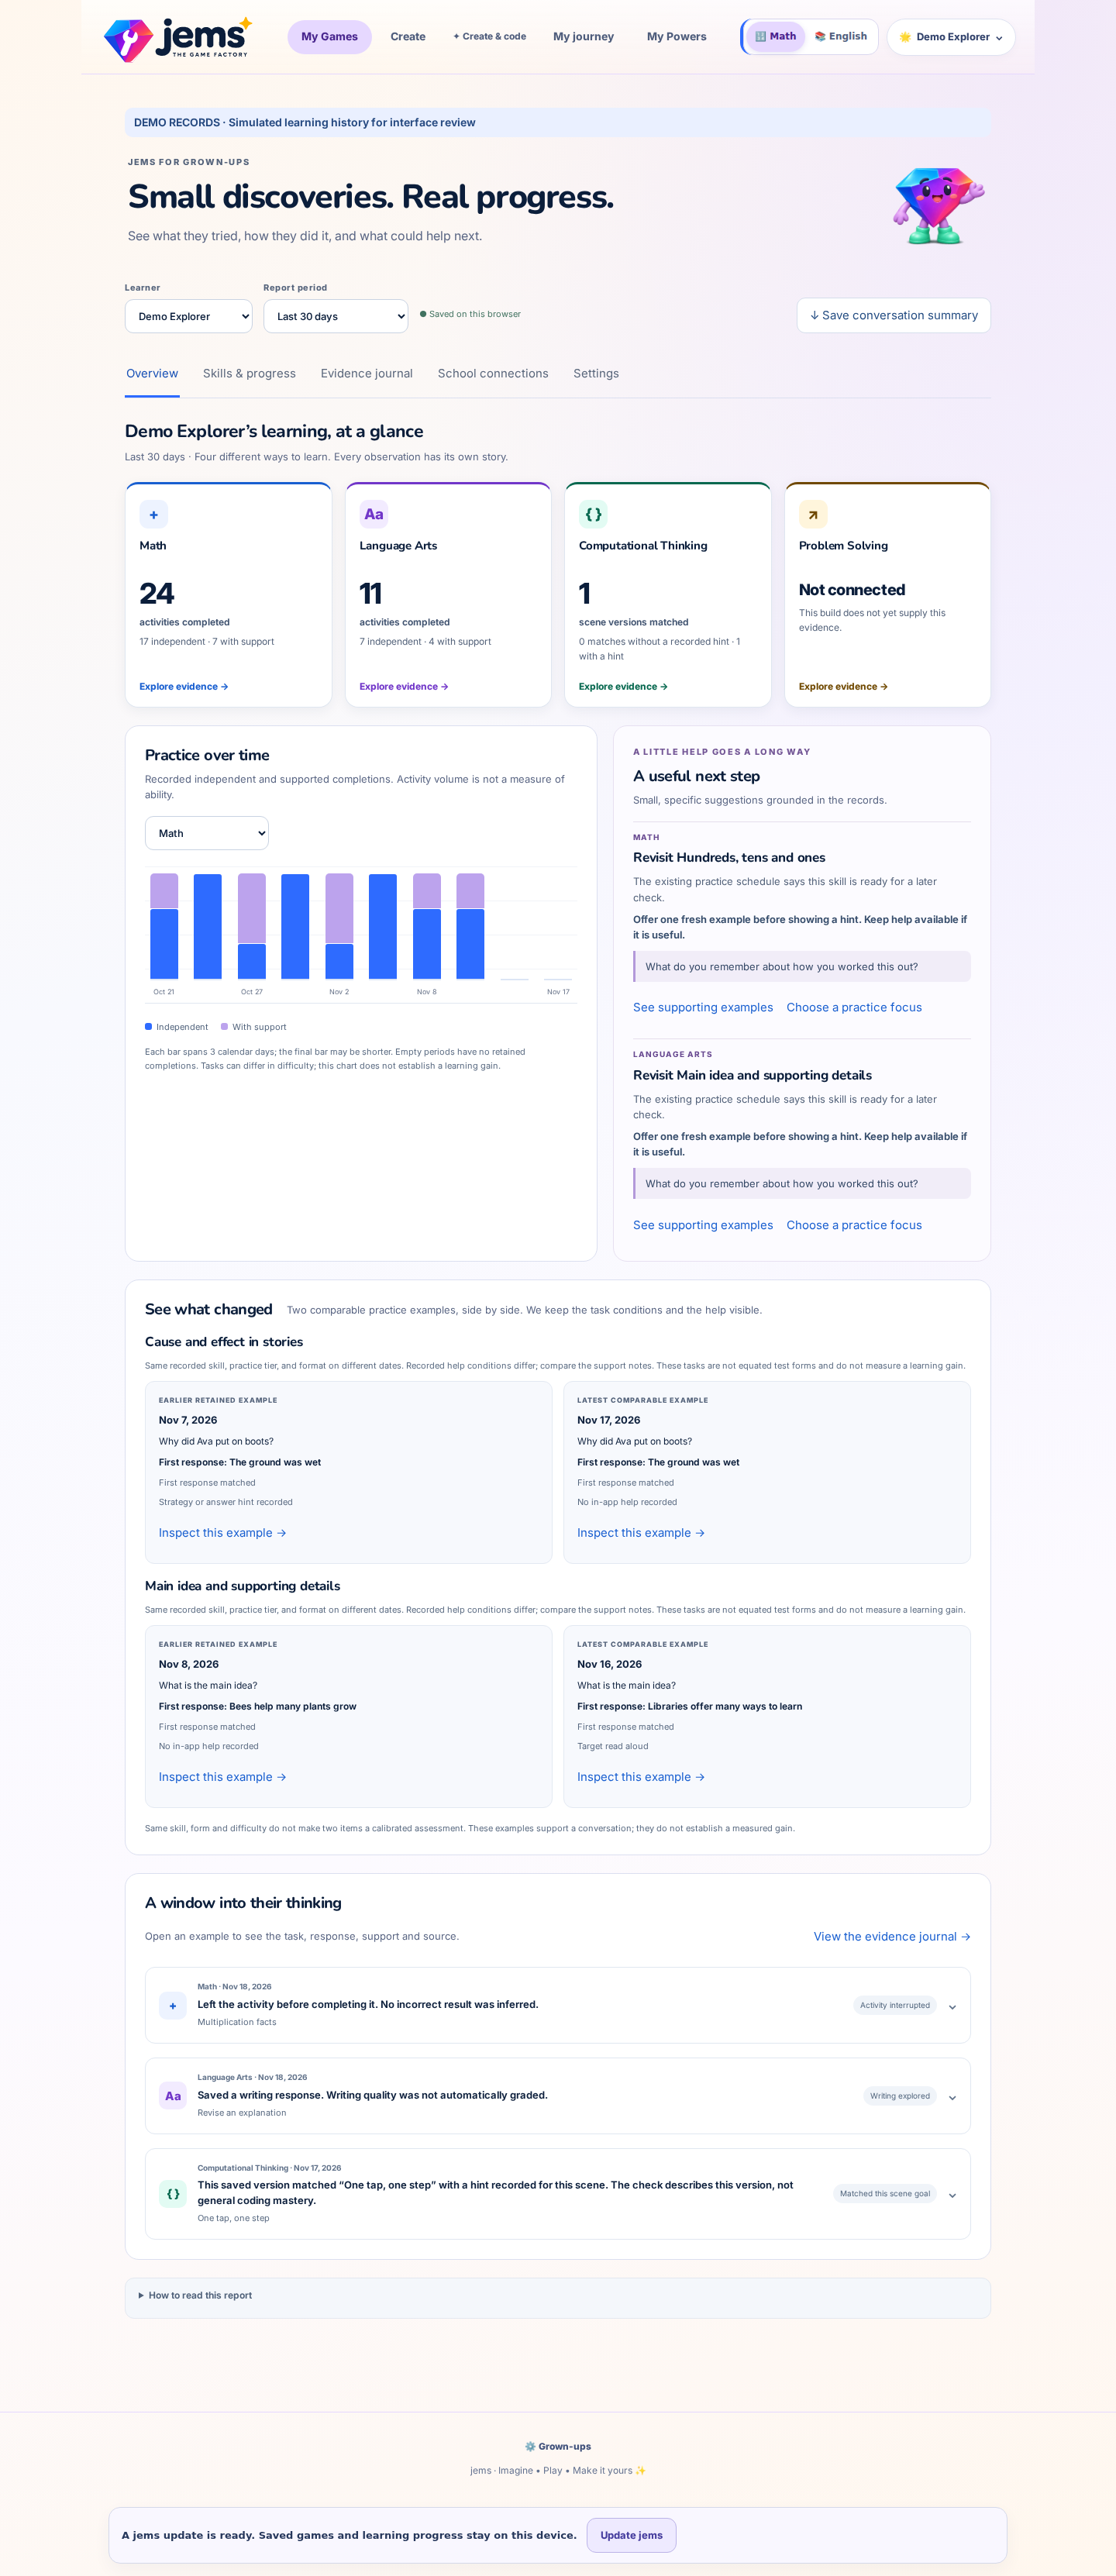 jems
THE GAME FACTORY
My Games
Create
✦ Create & code
My journey
My Powers
🔢 Math
📚 English
🌟 Demo Explorer
DEMO RECORDS · Simulated learning history for interface review
JEMS FOR GROWN-UPS
Small discoveries. Real progress.
See what they tried, how they did it, and what could help next.
Learner
Report period
Demo Explorer
Last 30 days
● Saved on this browser
↓ Save conversation summary
Overview
Skills & progress
Evidence journal
School connections
Settings
Demo Explorer’s learning, at a glance
Last 30 days · Four different ways to learn. Every observation has its own story.
+
Math
24
activities completed
17 independent · 7 with support
Explore evidence →
Aa
Language Arts
11
activities completed
7 independent · 4 with support
Explore evidence →
{ }
Computational Thinking
1
scene versions matched
0 matches without a recorded hint · 1
with a hint
Explore evidence →
Problem Solving
Not connected
This build does not yet supply this
evidence.
Explore evidence →
Practice over time
Recorded independent and supported completions. Activity volume is not a measure of
ability.
Math
Oct 21
Oct 27
Nov 2
Nov 8
Nov 17
Independent
With support
Each bar spans 3 calendar days; the final bar may be shorter. Empty periods have no retained
completions. Tasks can differ in difficulty; this chart does not establish a learning gain.
A LITTLE HELP GOES A LONG WAY
A useful next step
Small, specific suggestions grounded in the records.
MATH
Revisit Hundreds, tens and ones
The existing practice schedule says this skill is ready for a later
check.
Offer one fresh example before showing a hint. Keep help available if
it is useful.
What do you remember about how you worked this out?
See supporting examples
Choose a practice focus
LANGUAGE ARTS
Revisit Main idea and supporting details
The existing practice schedule says this skill is ready for a later
check.
Offer one fresh example before showing a hint. Keep help available if
it is useful.
What do you remember about how you worked this out?
See supporting examples
Choose a practice focus
See what changed
Two comparable practice examples, side by side. We keep the task conditions and the help visible.
Cause and effect in stories
Same recorded skill, practice tier, and format on different dates. Recorded help conditions differ; compare the support notes. These tasks are not equated test forms and do not measure a learning gain.
EARLIER RETAINED EXAMPLE
Nov 7, 2026
Why did Ava put on boots?
First response: The ground was wet
First response matched
Strategy or answer hint recorded
Inspect this example →
LATEST COMPARABLE EXAMPLE
Nov 17, 2026
Why did Ava put on boots?
First response: The ground was wet
First response matched
No in-app help recorded
Inspect this example →
Main idea and supporting details
Same recorded skill, practice tier, and format on different dates. Recorded help conditions differ; compare the support notes. These tasks are not equated test forms and do not measure a learning gain.
EARLIER RETAINED EXAMPLE
Nov 8, 2026
What is the main idea?
First response: Bees help many plants grow
First response matched
No in-app help recorded
Inspect this example →
LATEST COMPARABLE EXAMPLE
Nov 16, 2026
What is the main idea?
First response: Libraries offer many ways to learn
First response matched
Target read aloud
Inspect this example →
Same skill, form and difficulty do not make two items a calibrated assessment. These examples support a conversation; they do not establish a measured gain.
A window into their thinking
Open an example to see the task, response, support and source.
View the evidence journal →
+
Math · Nov 18, 2026
Left the activity before completing it. No incorrect result was inferred.
Multiplication facts
Activity interrupted
Aa
Language Arts · Nov 18, 2026
Saved a writing response. Writing quality was not automatically graded.
Revise an explanation
Writing explored
{ }
Computational Thinking · Nov 17, 2026
This saved version matched “One tap, one step” with a hint recorded for this scene. The check describes this version, not
general coding mastery.
One tap, one step
Matched this scene goal
▶ How to read this report
⚙️ Grown-ups
jems · Imagine • Play • Make it yours ✨
A jems update is ready. Saved games and learning progress stay on this device.
Update jems